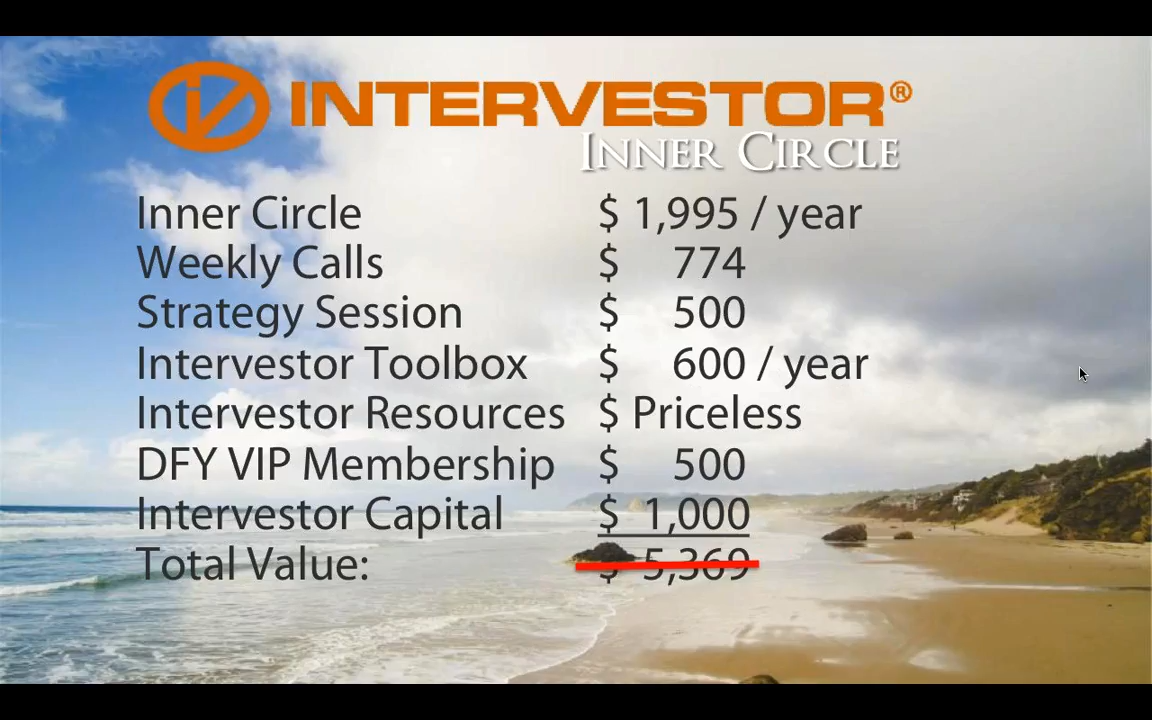 INTERVESTOR®
INNER CIRCLE
Inner Circle $ 1,995 / year
Weekly Calls $ 774
Strategy Session $ 500
Intervestor Toolbox $ 600 / year
Intervestor Resources $ Priceless
DFY VIP Membership $ 500
Intervestor Capital $ 1,000
Total Value: $ 5,369